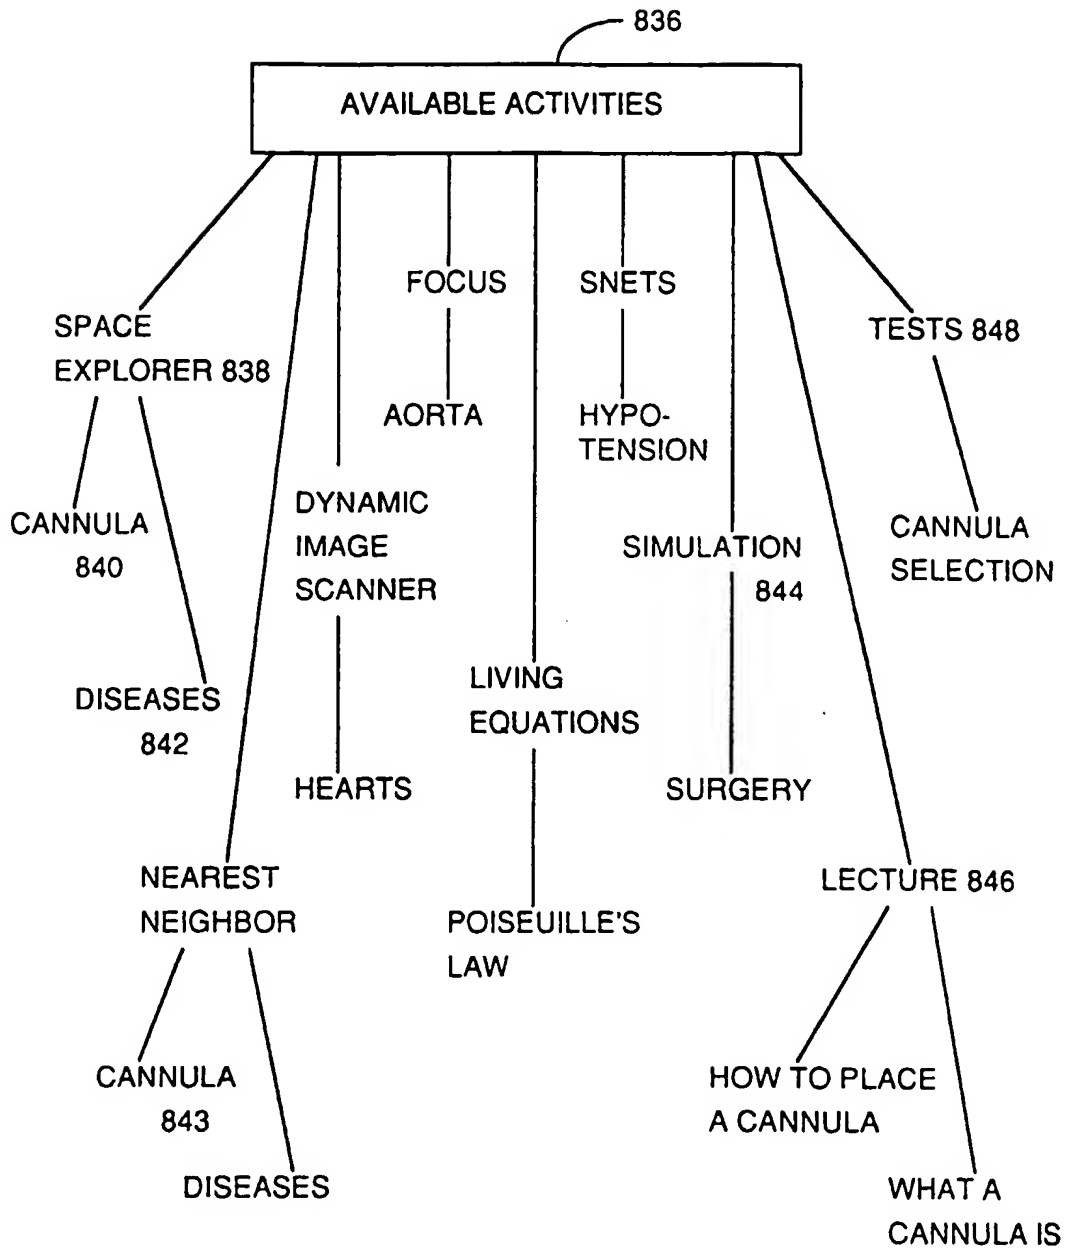 836
AVAILABLE ACTIVITIES
FOCUS
SNETS
SPACE
EXPLORER 838
TESTS 848
AORTA
HYPO-
TENSION
CANNULA
840
DYNAMIC
IMAGE
SCANNER
SIMULATION
844
CANNULA
SELECTION
DISEASES
842
LIVING
EQUATIONS
HEARTS
SURGERY
NEAREST
NEIGHBOR
LECTURE 846
POISEUILLE'S
LAW
CANNULA
843
HOW TO PLACE
A CANNULA
DISEASES
WHAT A
CANNULA IS